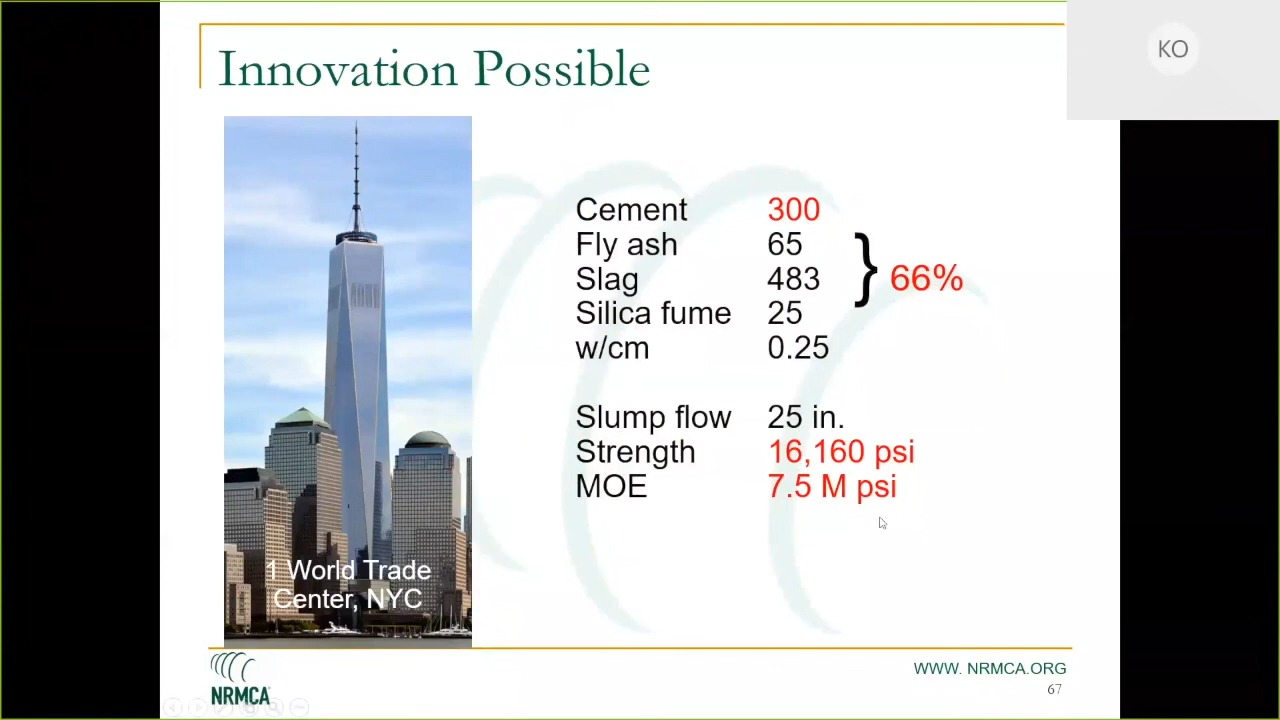 Innovation Possible
KO
Cement 300
Fly ash 65
Slag 483
Silica fume 25
w/cm 0.25
} 66%
Slump flow 25 in.
Strength 16,160 psi
MOE 7.5 M psi
1 World Trade
Center, NYC
NRMCA
WWW. NRMCA.ORG
67